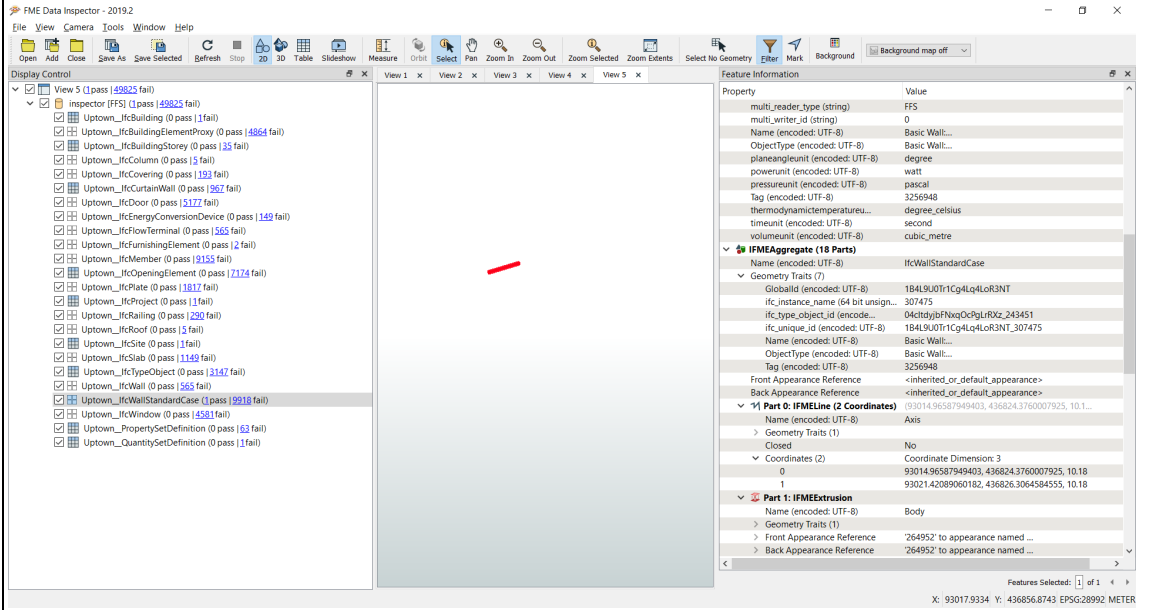 FME Data Inspector - 2019.2
File View Camera Tools Window Help
Open Add Close Save As Save Selected Refresh Stop 2D 3D Table Slideshow Measure Orbit Select Pan Zoom In Zoom Out Zoom Selected Zoom Extents Select No Geometry Filter Mark Background Background map off
Display Control
View 5 (1pass | 49825 fail)
inspector [FFS] (1pass | 49825 fail)
Uptown__IfcBuilding (0 pass | 1fail)
Uptown__IfcBuildingElementProxy (0 pass | 4864 fail)
Uptown__IfcBuildingStorey (0 pass | 35 fail)
Uptown__IfcColumn (0 pass | 5 fail)
Uptown__IfcCovering (0 pass | 193 fail)
Uptown__IfcCurtainWall (0 pass | 967 fail)
Uptown__IfcDoor (0 pass | 5177 fail)
Uptown__IfcEnergyConversionDevice (0 pass | 149 fail)
Uptown__IfcFlowTerminal (0 pass | 565 fail)
Uptown__IfcFurnishingElement (0 pass | 2 fail)
Uptown__IfcMember (0 pass | 9155 fail)
Uptown__IfcOpeningElement (0 pass | 7174 fail)
Uptown__IfcPlate (0 pass | 1817 fail)
Uptown__IfcProject (0 pass | 1fail)
Uptown__IfcRailing (0 pass | 290 fail)
Uptown__IfcRoof (0 pass | 5 fail)
Uptown__IfcSite (0 pass | 1fail)
Uptown__IfcSlab (0 pass | 1149 fail)
Uptown__IfcTypeObject (0 pass | 3147 fail)
Uptown__IfcWall (0 pass | 565 fail)
Uptown__IfcWallStandardCase (1pass | 9918 fail)
Uptown__IfcWindow (0 pass | 4581fail)
Uptown__PropertySetDefinition (0 pass | 63 fail)
Uptown__QuantitySetDefinition (0 pass | 1fail)
View 1 View 2 View 3 View 4 View 5
Feature Information
Property Value
multi_reader_type (string) FFS
multi_writer_id (string) 0
Name (encoded: UTF-8) Basic Wall:...
ObjectType (encoded: UTF-8) Basic Wall:...
planeangleunit (encoded: UTF-8) degree
powerunit (encoded: UTF-8) watt
pressureunit (encoded: UTF-8) pascal
Tag (encoded: UTF-8) 3256948
thermodynamictemperatureu... degree_celsius
timeunit (encoded: UTF-8) second
volumeunit (encoded: UTF-8) cubic_metre
IFMEAggregate (18 Parts)
Name (encoded: UTF-8) IfcWallStandardCase
Geometry Traits (7)
GlobalId (encoded: UTF-8) 1B4L9U0Tr1Cg4Lq4LoR3NT
ifc_instance_name (64 bit unsign... 307475
ifc_type_object_id (encode... 04cltdyjbFNxqOcPgLrRXz_243451
ifc_unique_id (encoded: UTF-8) 1B4L9U0Tr1Cg4Lq4LoR3NT_307475
Name (encoded: UTF-8) Basic Wall:...
ObjectType (encoded: UTF-8) Basic Wall:...
Tag (encoded: UTF-8) 3256948
Front Appearance Reference <inherited_or_default_appearance>
Back Appearance Reference <inherited_or_default_appearance>
Part 0: IFMELine (2 Coordinates) (93014.96587949403, 436824.3760007925, 10.1...
Name (encoded: UTF-8) Axis
Geometry Traits (1)
Closed No
Coordinates (2) Coordinate Dimension: 3
0 93014.96587949403, 436824.3760007925, 10.18
1 93021.42089060182, 436826.3064584555, 10.18
Part 1: IFMEExtrusion
Name (encoded: UTF-8) Body
Geometry Traits (1)
Front Appearance Reference '264952' to appearance named ...
Back Appearance Reference '264952' to appearance named ...
Features Selected: 1 of 1
X: 93017.9334 Y: 436856.8743 EPSG:28992 METER